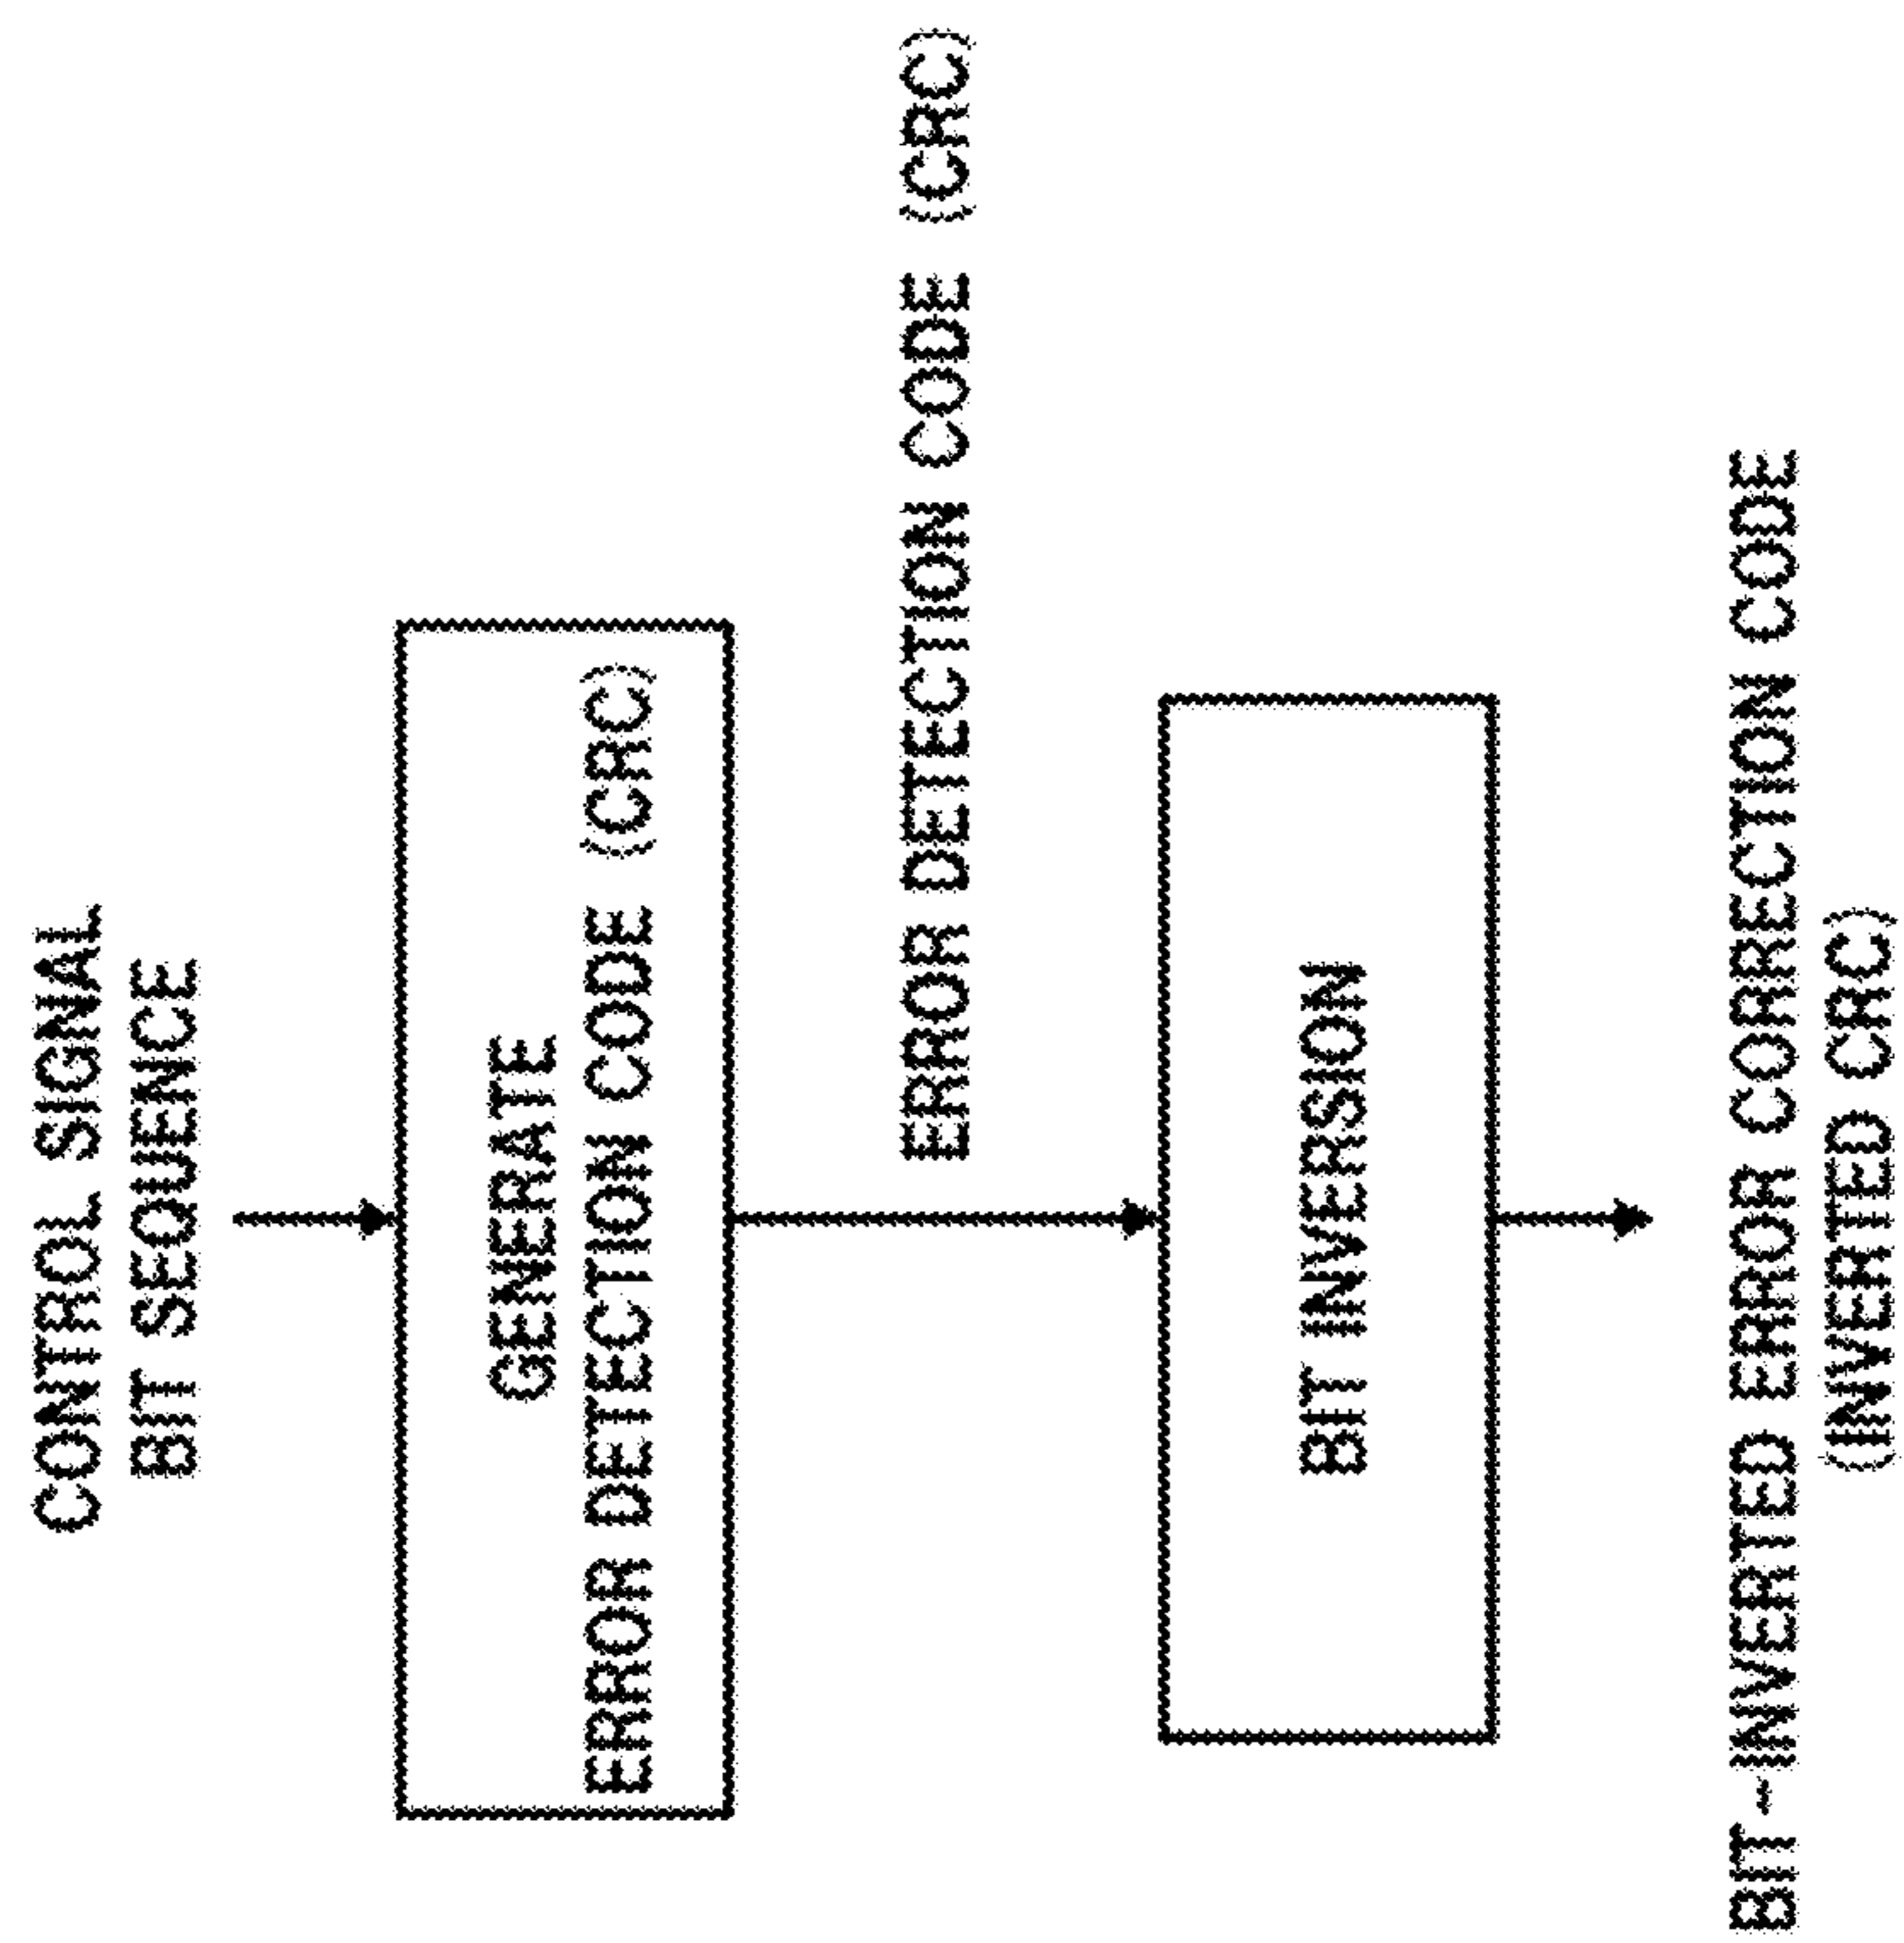 CONTROL SIGNAL
BIT SEQUENCE
GENERATE
ERROR DETECTION CODE (CRC)
ERROR DETECTION CODE (CRC)
BIT INVERSION
BIT-INVERTED ERROR CORRECTION CODE
(INVERTED CRC)